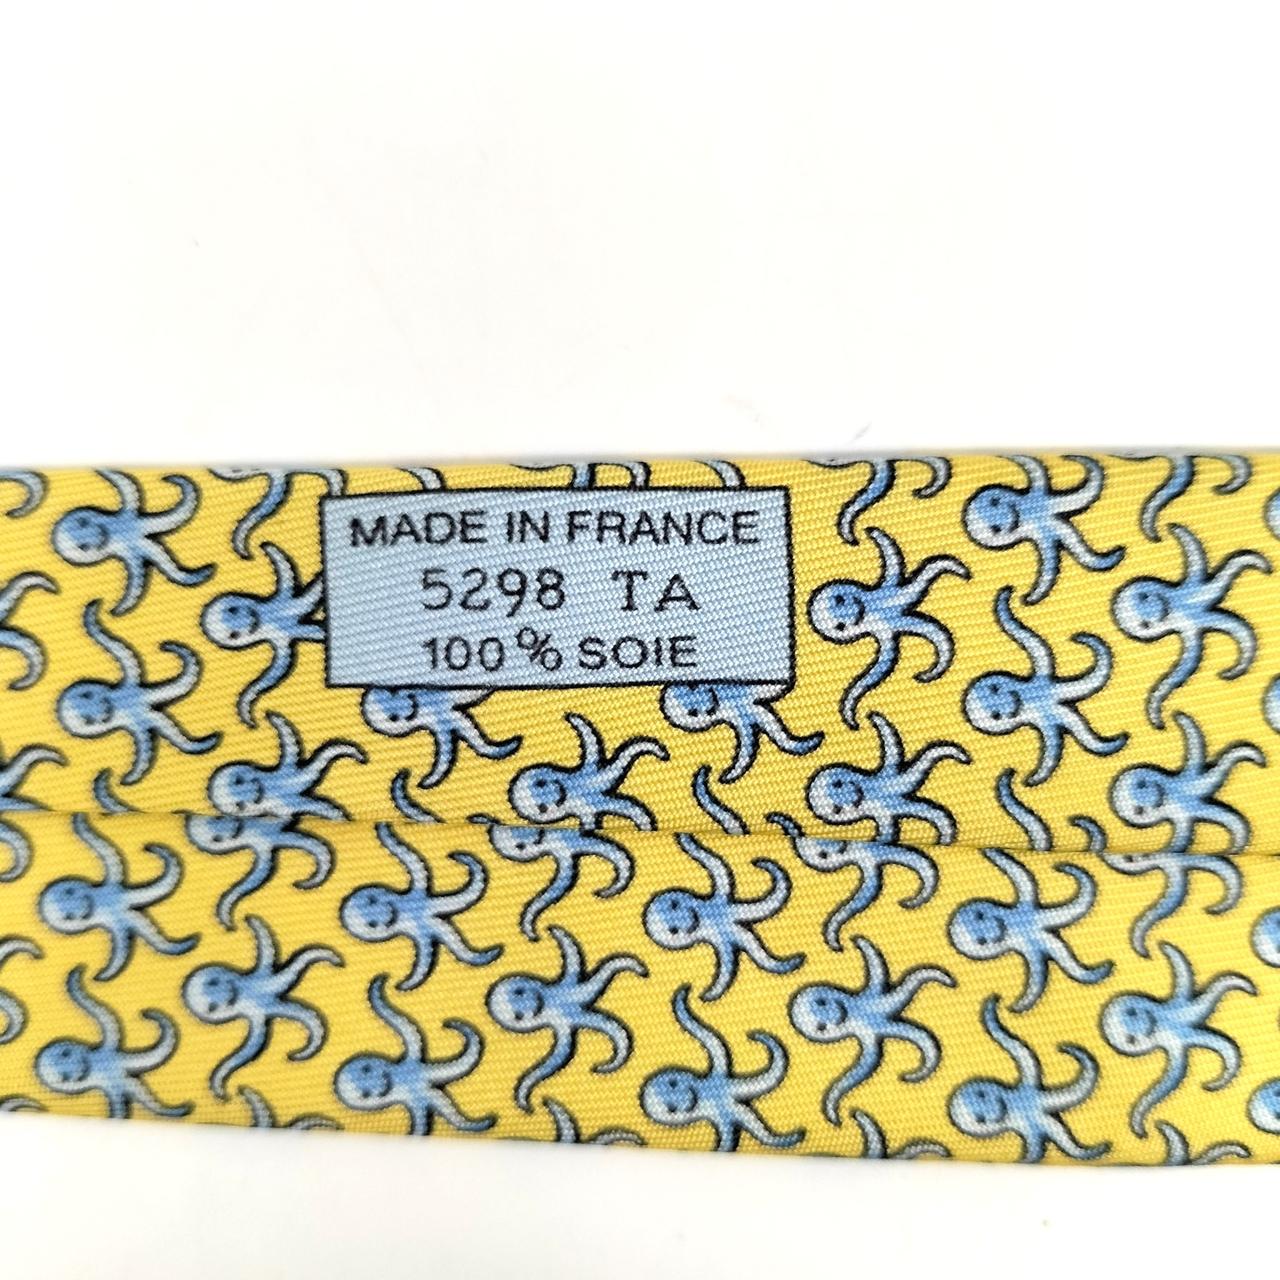 MADE IN FRANCE
5298 TA
100% SOIE